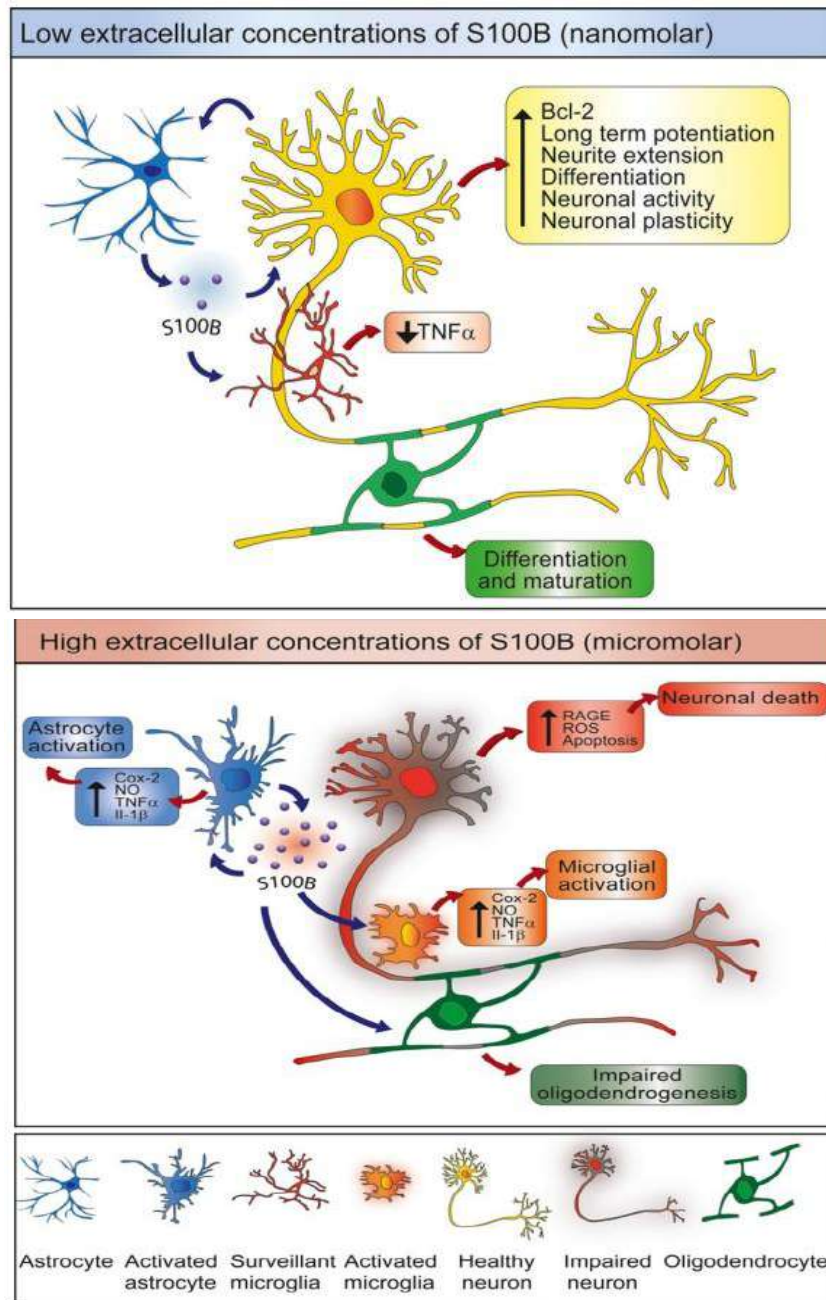 Low extracellular concentrations of S100B (nanomolar)
Bcl-2
Long term potentiation
Neurite extension
Differentiation
Neuronal activity
Neuronal plasticity
S100B
TNFα
Differentiation
and maturation
High extracellular concentrations of S100B (micromolar)
Astrocyte
activation
Cox-2
NO
TNFα
Il-1β
RAGE
ROS
Apoptosis
Neuronal death
S100B
Cox-2
NO
TNFα
Il-1β
Microglial
activation
Impaired
oligodendrogenesis
Astrocyte
Activated
astrocyte
Surveillant
microglia
Activated
microglia
Healthy
neuron
Impaired
neuron
Oligodendrocyte